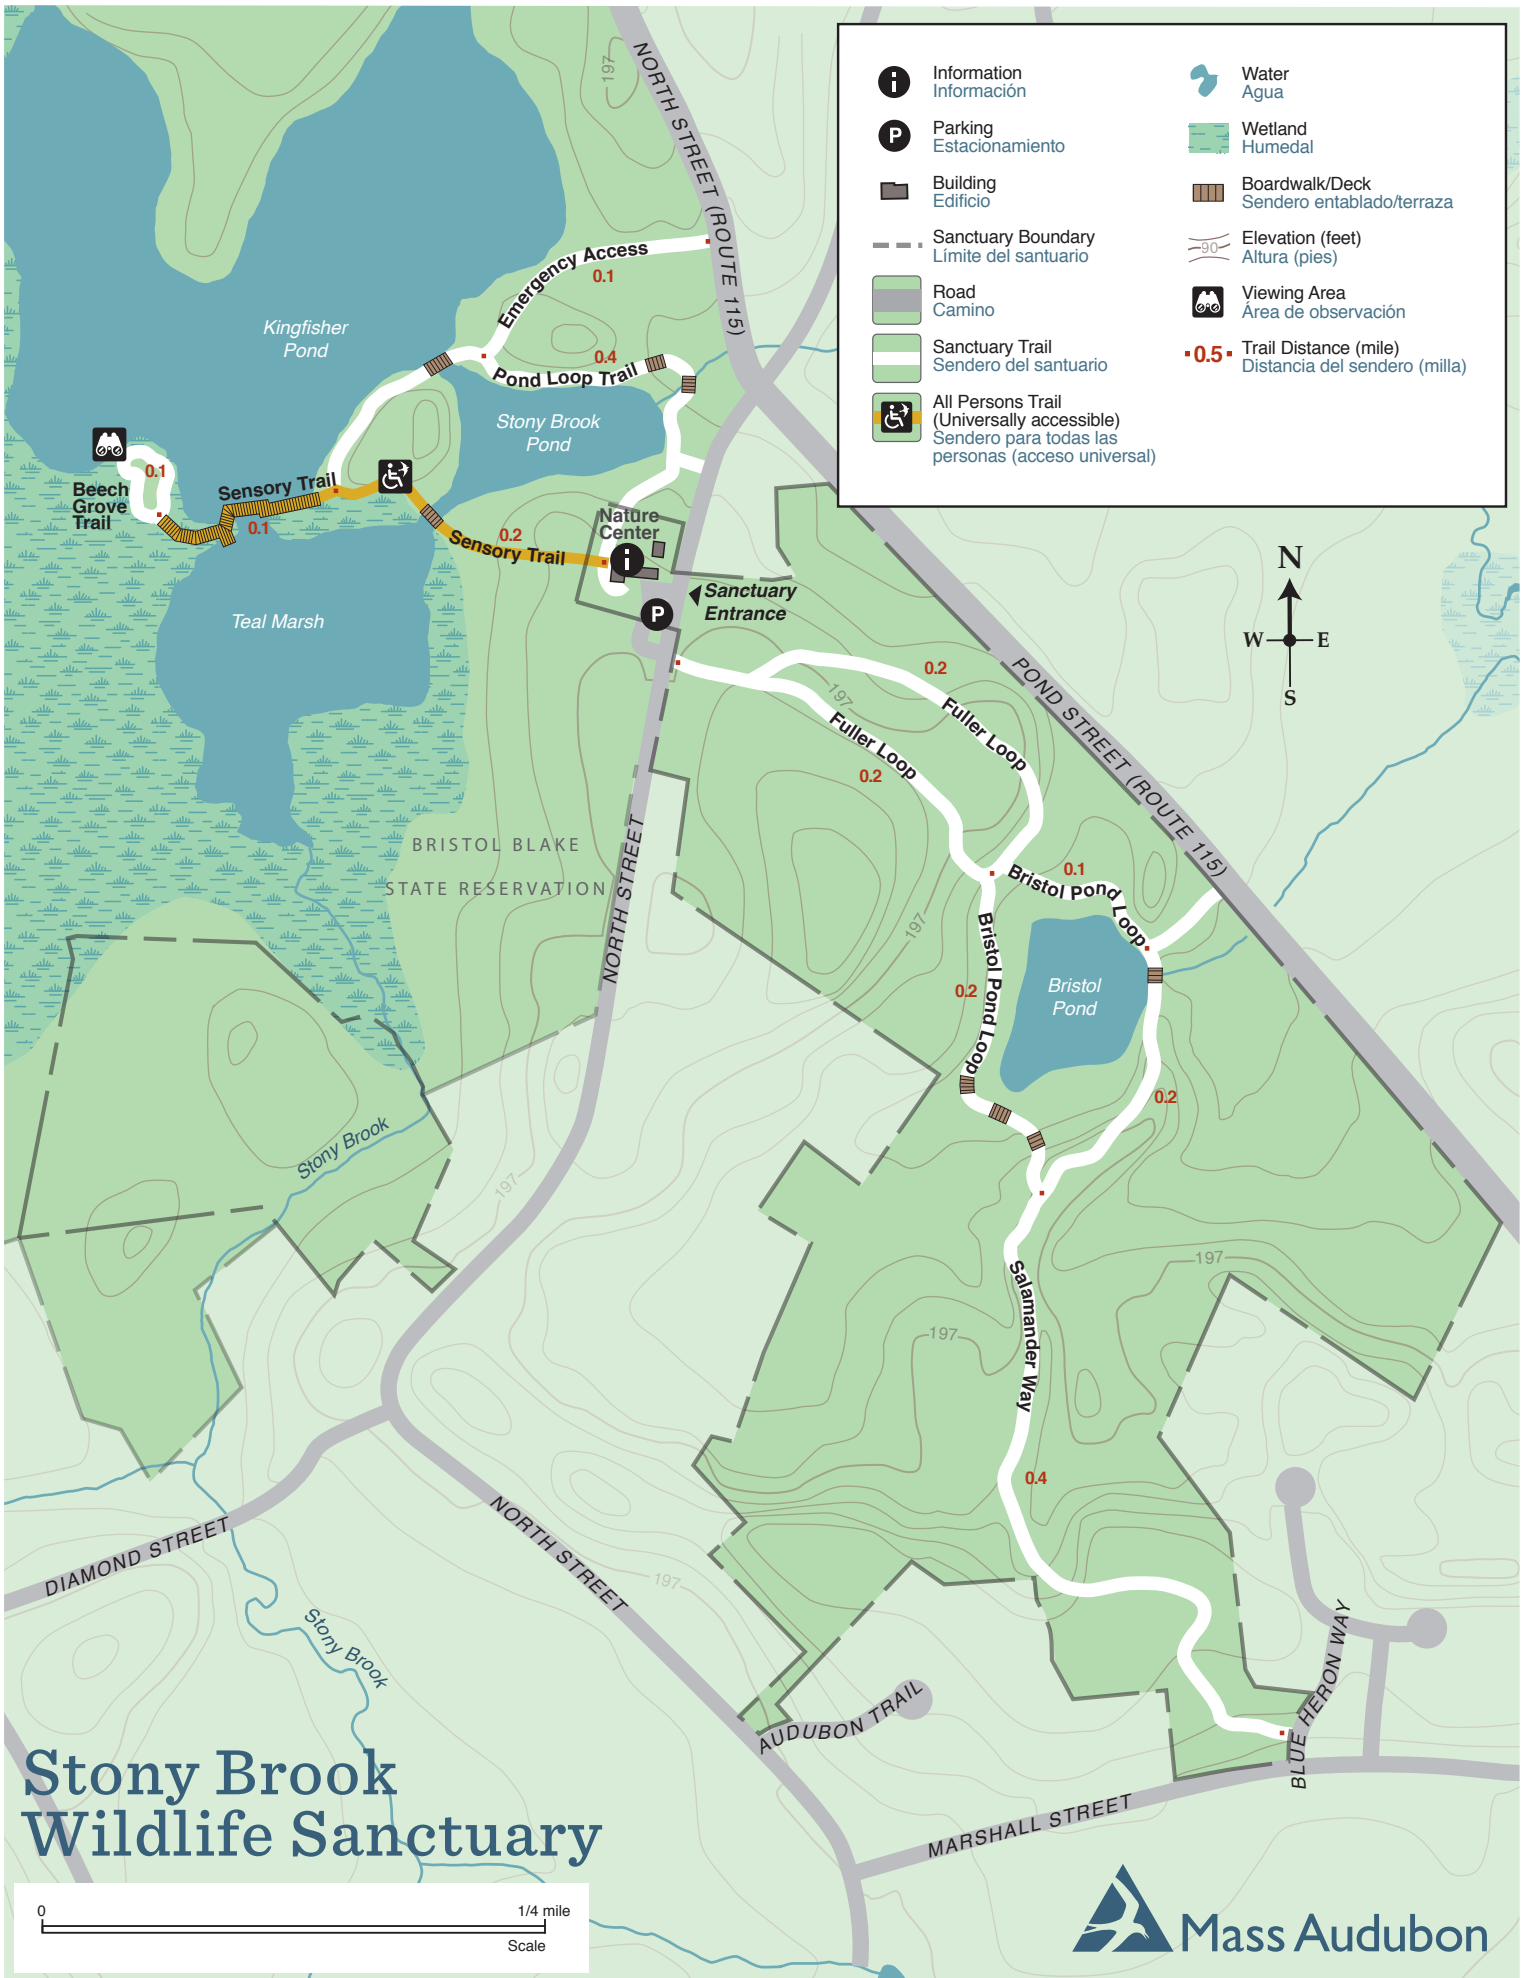 Information
Información
Parking
Estacionamiento
Building
Edificio
Sanctuary Boundary
Límite del santuario
Road
Camino
Sanctuary Trail
Sendero del santuario
All Persons Trail
(Universally accessible)
Sendero para todas las
personas (acceso universal)
Water
Agua
Wetland
Humedal
Boardwalk/Deck
Sendero entablado/terraza
90
Elevation (feet)
Altura (pies)
Viewing Area
Área de observación
0.5
Trail Distance (mile)
Distancia del sendero (milla)
i
P
197
NORTH STREET (ROUTE 115)
Emergency Access
0.1
Kingfisher
Pond
0.4
Pond Loop Trail
Stony Brook
Pond
0.1
Beech
Grove
Trail
Sensory Trail
0.1
0.2
Sensory Trail
Nature
Center
i
P
Sanctuary
Entrance
Teal Marsh
N
W
E
S
0.2
Fuller Loop
197
Fuller Loop
0.2
POND STREET (ROUTE 115)
BRISTOL BLAKE
STATE RESERVATION
NORTH STREET
0.1
Bristol Pond Loop
197
Bristol Pond Loop
0.2
Bristol
Pond
0.2
Stony Brook
197
197
197
Salamander Way
0.4
NORTH STREET
197
DIAMOND STREET
Stony Brook
AUDUBON TRAIL
BLUE HERON WAY
MARSHALL STREET
Stony Brook
Wildlife Sanctuary
0
1/4 mile
Scale
Mass Audubon